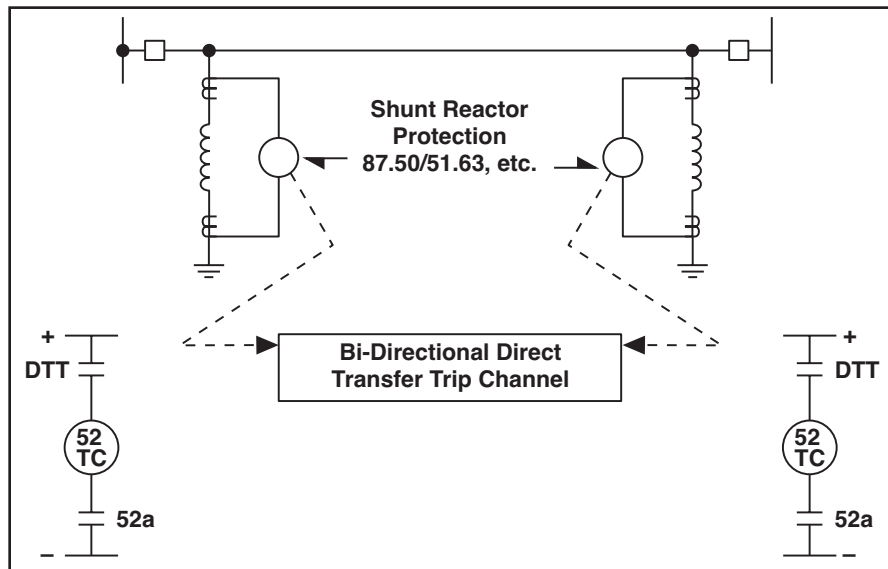 Shunt Reactor
Protection
87.50/51.63, etc.
Bi-Directional Direct
Transfer Trip Channel
+
DTT
52
TC
52a
–
+
DTT
52
TC
52a
–